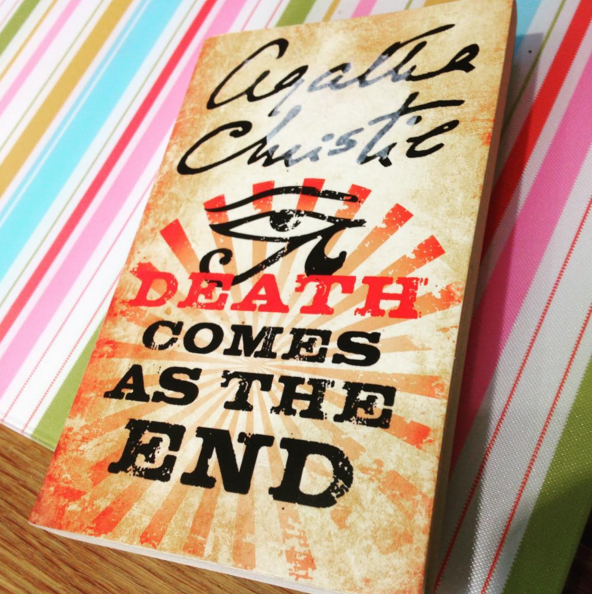 Agatha
Christie
DEATH
COMES
AS THE
END